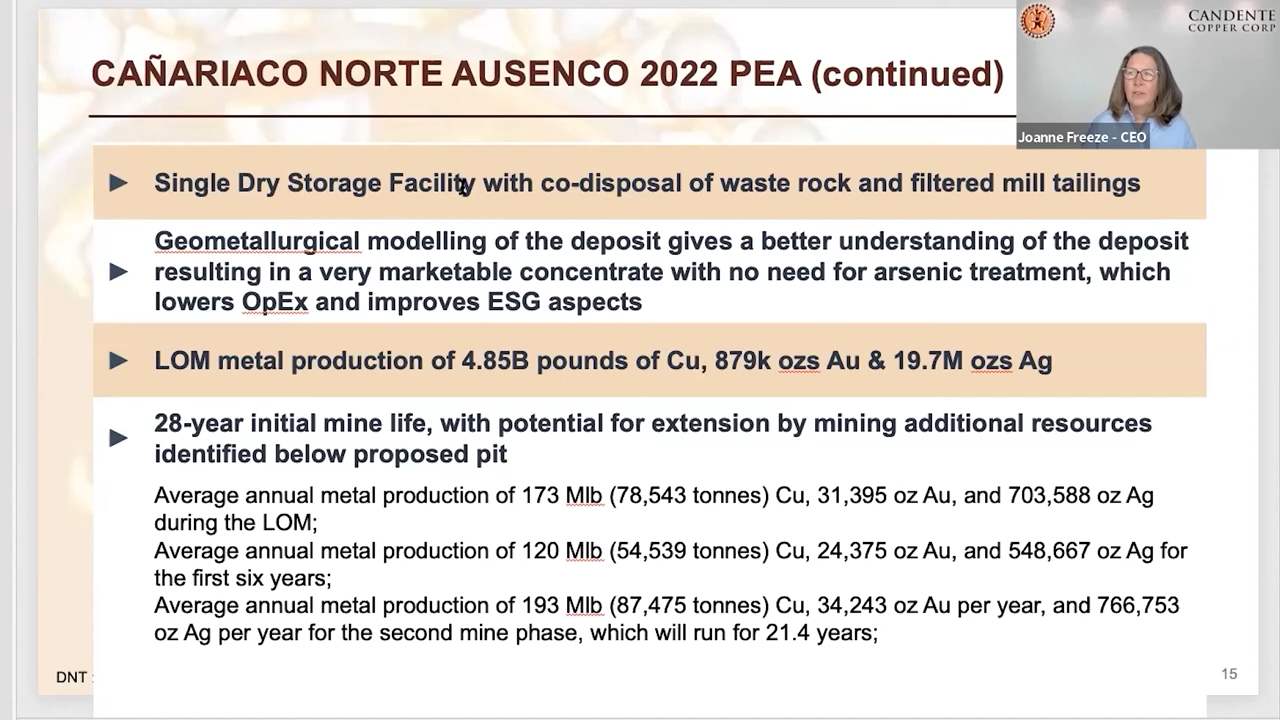 CANDENTE
COPPER CORP
CAÑARIACO NORTE AUSENCO 2022 PEA (continued)
Joanne Freeze - CEO
► Single Dry Storage Facility with co-disposal of waste rock and filtered mill tailings
► Geometallurgical modelling of the deposit gives a better understanding of the deposit
resulting in a very marketable concentrate with no need for arsenic treatment, which
lowers OpEx and improves ESG aspects
► LOM metal production of 4.85B pounds of Cu, 879k ozs Au & 19.7M ozs Ag
► 28-year initial mine life, with potential for extension by mining additional resources
identified below proposed pit
Average annual metal production of 173 Mlb (78,543 tonnes) Cu, 31,395 oz Au, and 703,588 oz Ag
during the LOM;
Average annual metal production of 120 Mlb (54,539 tonnes) Cu, 24,375 oz Au, and 548,667 oz Ag for
the first six years;
Average annual metal production of 193 Mlb (87,475 tonnes) Cu, 34,243 oz Au per year, and 766,753
oz Ag per year for the second mine phase, which will run for 21.4 years;
DNT :
15